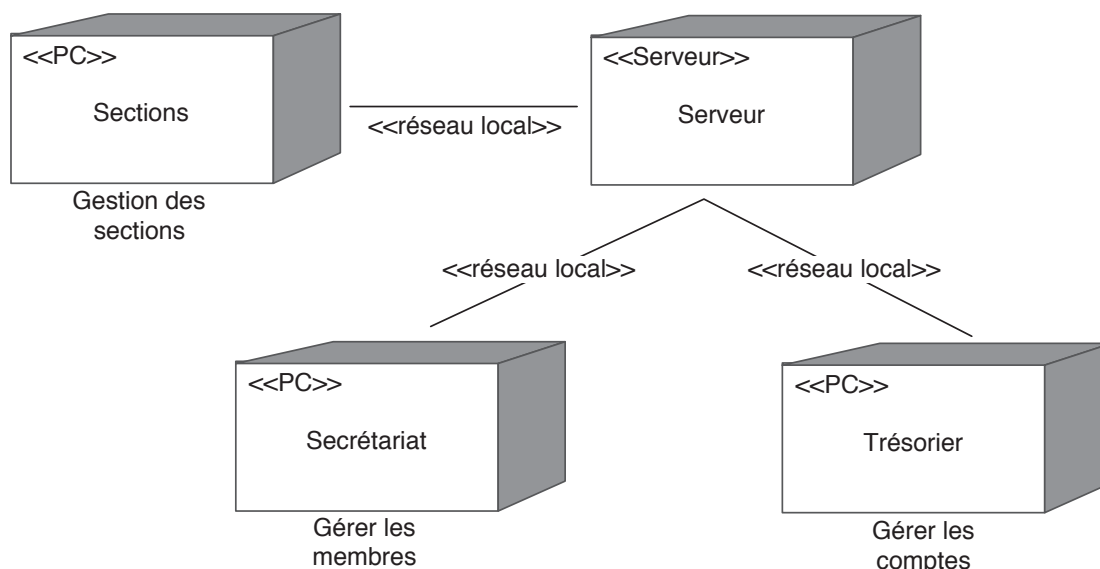 <<PC>>
Sections
<<réseau local>>
<<Serveur>>
Serveur
Gestion des
sections
<<réseau local>>
<<réseau local>>
<<PC>>
Secrétariat
Gérer les
membres
<<PC>>
Trésorier
Gérer les
comptes